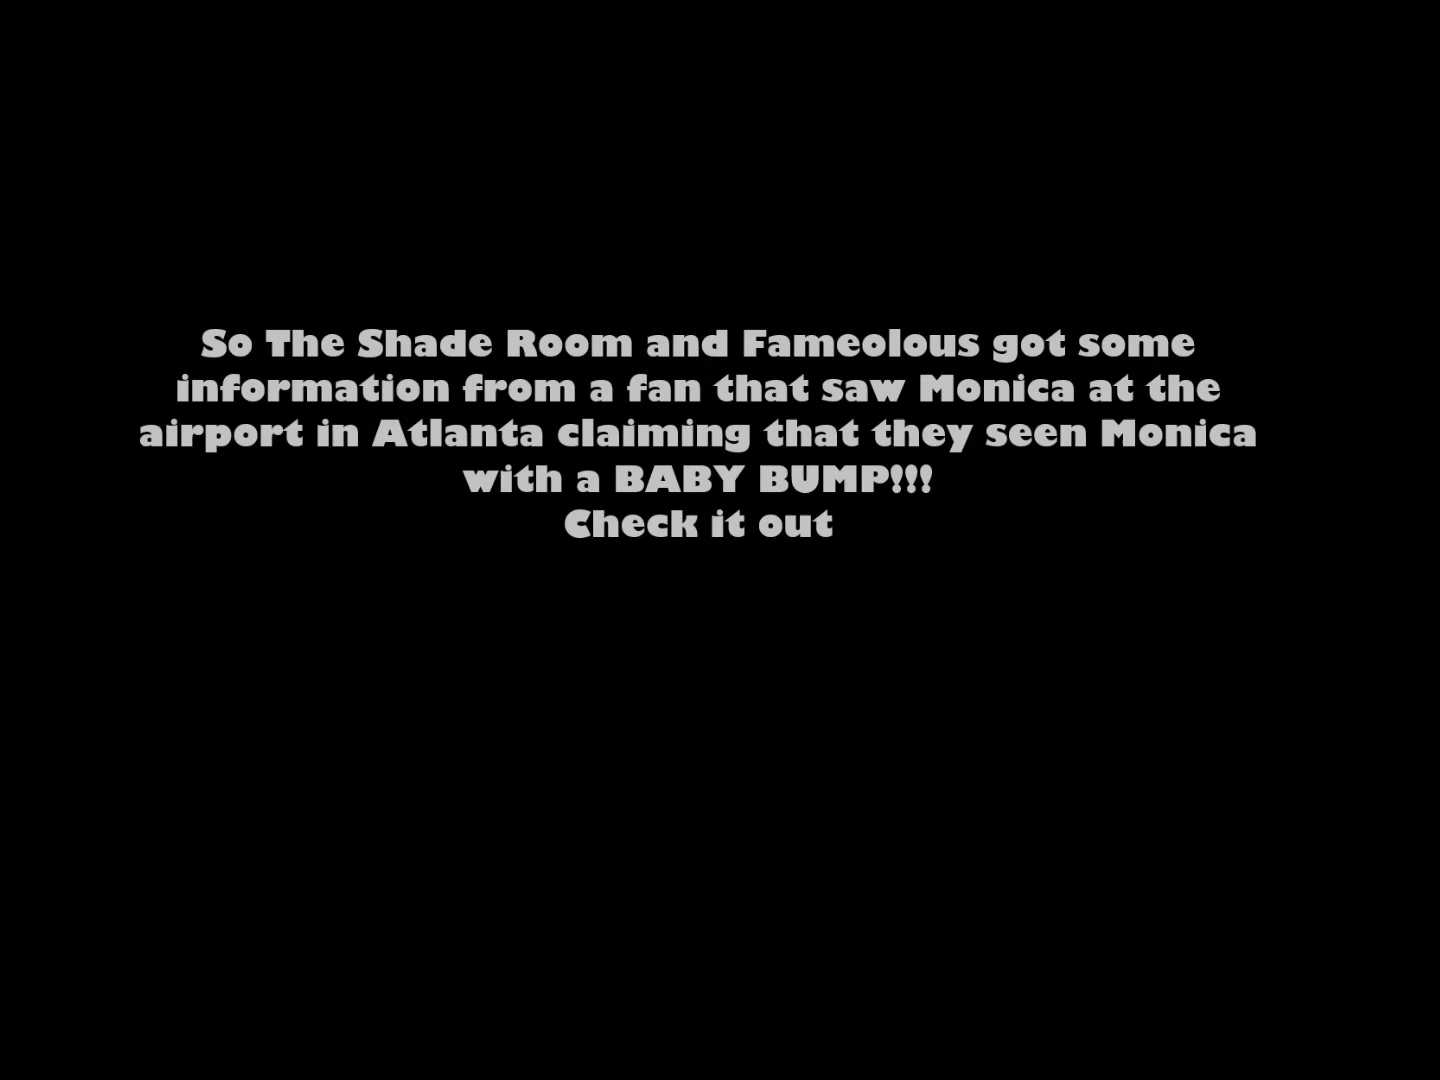 So The Shade Room and Fameolous got some
information from a fan that saw Monica at the
airport in Atlanta claiming that they seen Monica
with a BABY BUMP!!!
Check it out